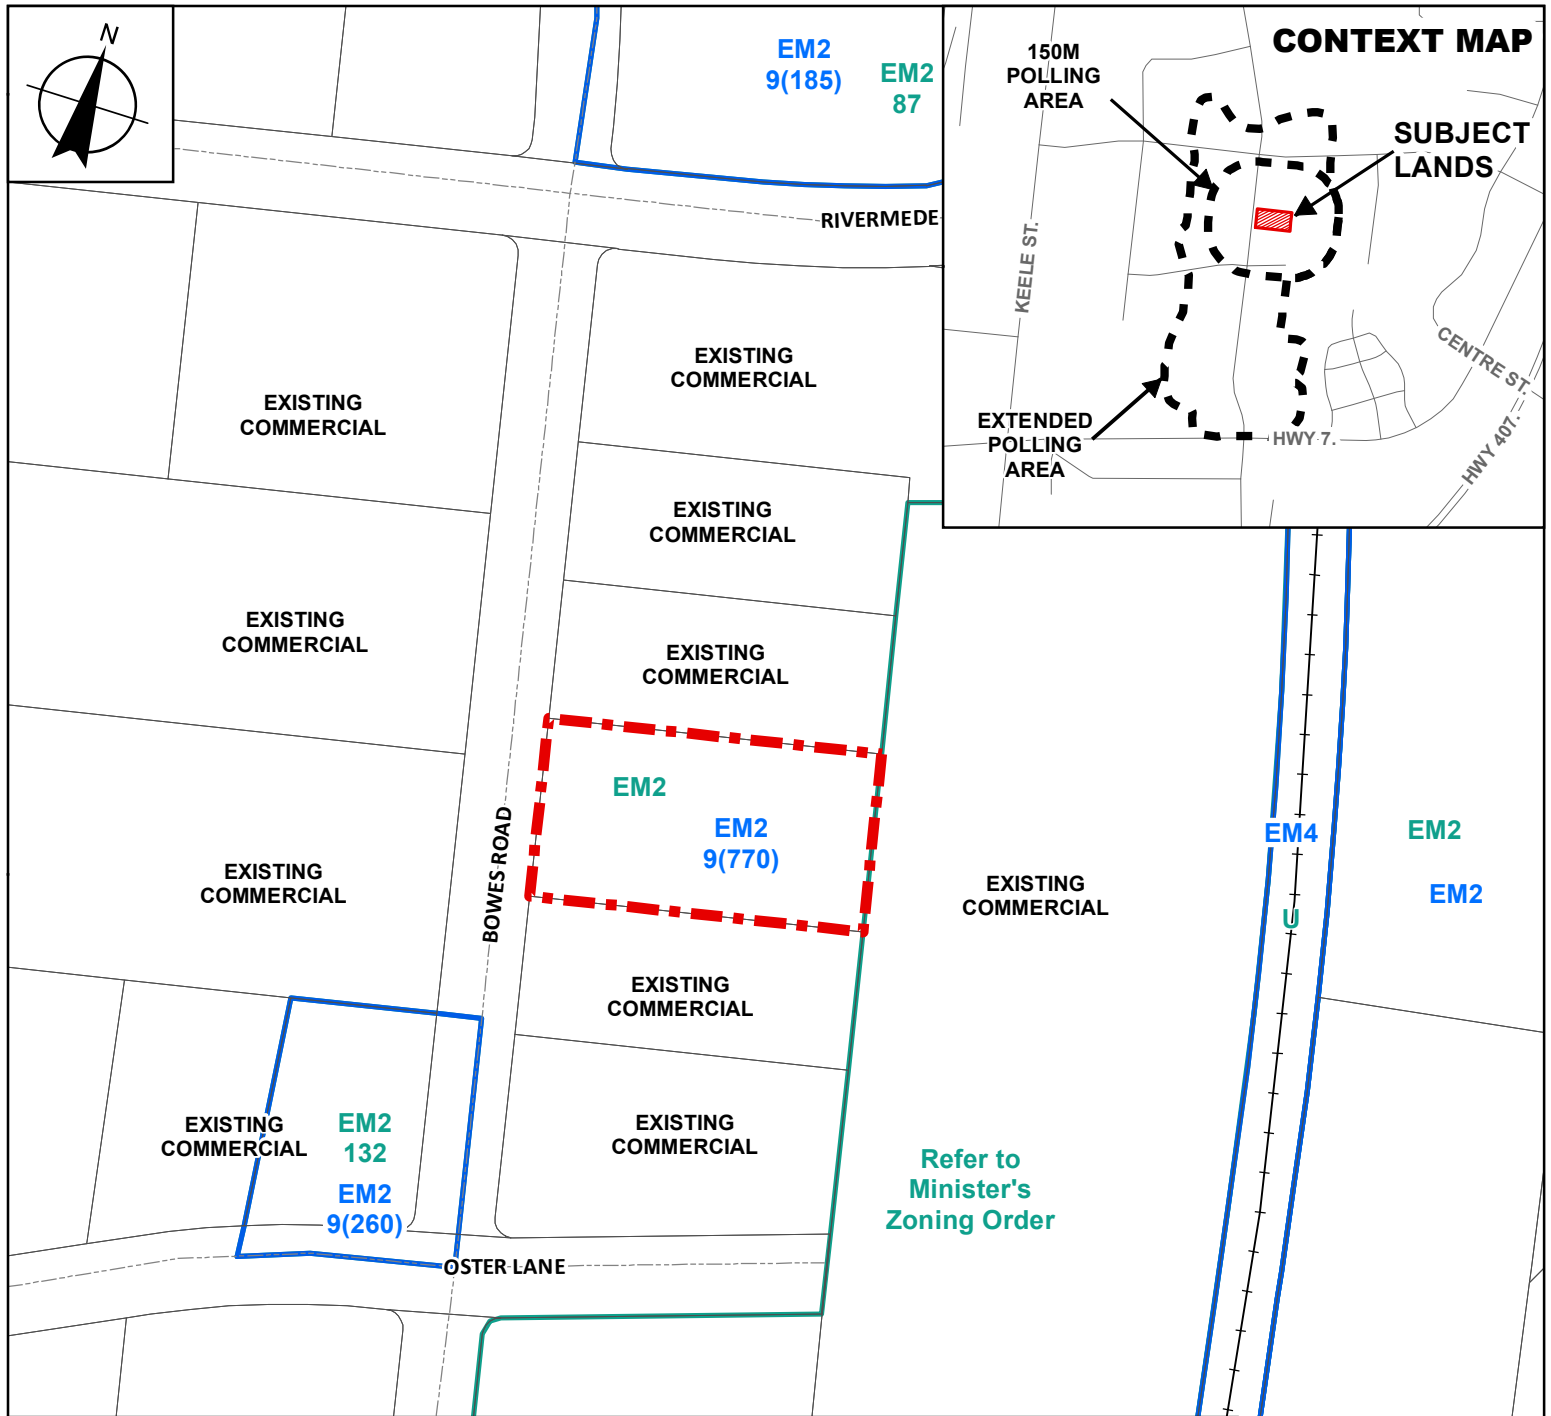 N
EM2
9(185)
EM2
87
RIVERMEDE
CONTEXT MAP
150M
POLLING
AREA
SUBJECT
LANDS
KEELE ST.
CENTRE ST.
HWY 407.
HWY 7.
EXTENDED
POLLING
AREA
EXISTING
COMMERCIAL
EXISTING
COMMERCIAL
EXISTING
COMMERCIAL
EXISTING
COMMERCIAL
EXISTING
COMMERCIAL
EM2
EM2
9(770)
BOWES ROAD
EXISTING
COMMERCIAL
EXISTING
COMMERCIAL
EM4
U
EM2
EM2
EXISTING
COMMERCIAL
EXISTING
COMMERCIAL
EM2
132
EM2
9(260)
EXISTING
COMMERCIAL
Refer to
Minister's
Zoning Order
OSTER LANE